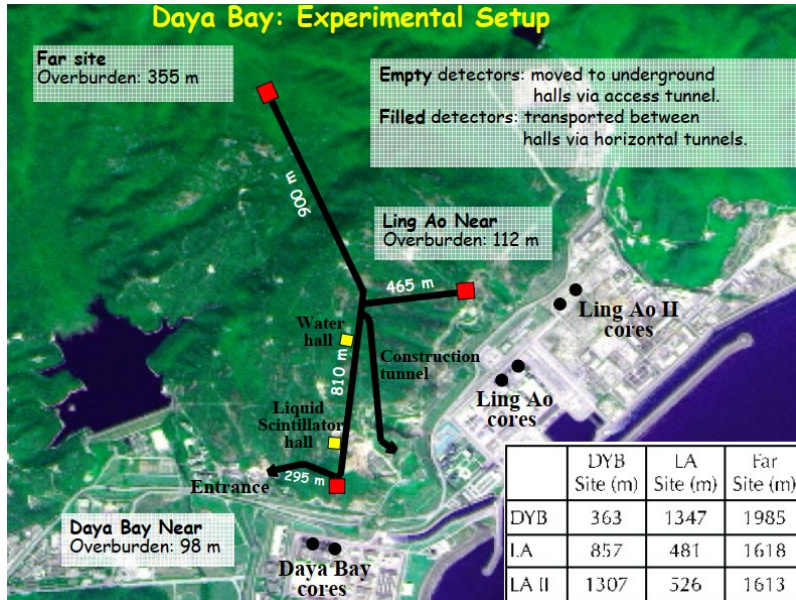 Daya Bay: Experimental Setup
Far site
Overburden: 355 m
Empty detectors: moved to underground
halls via access tunnel.
Filled detectors: transported between
halls via horizontal tunnels.
900 m
Ling Ao Near
Overburden: 112 m
465 m
Ling Ao II
cores
Water
hall
810 m
Construction
tunnel
Ling Ao
cores
Liquid
Scintillator
hall
Entrance
295 m
Daya Bay Near
Overburden: 98 m
Daya Bay
cores
DYB Site (m) LA Site (m) Far Site (m)
DYB 363 1347 1985
LA 857 481 1618
LA II 1307 526 1613